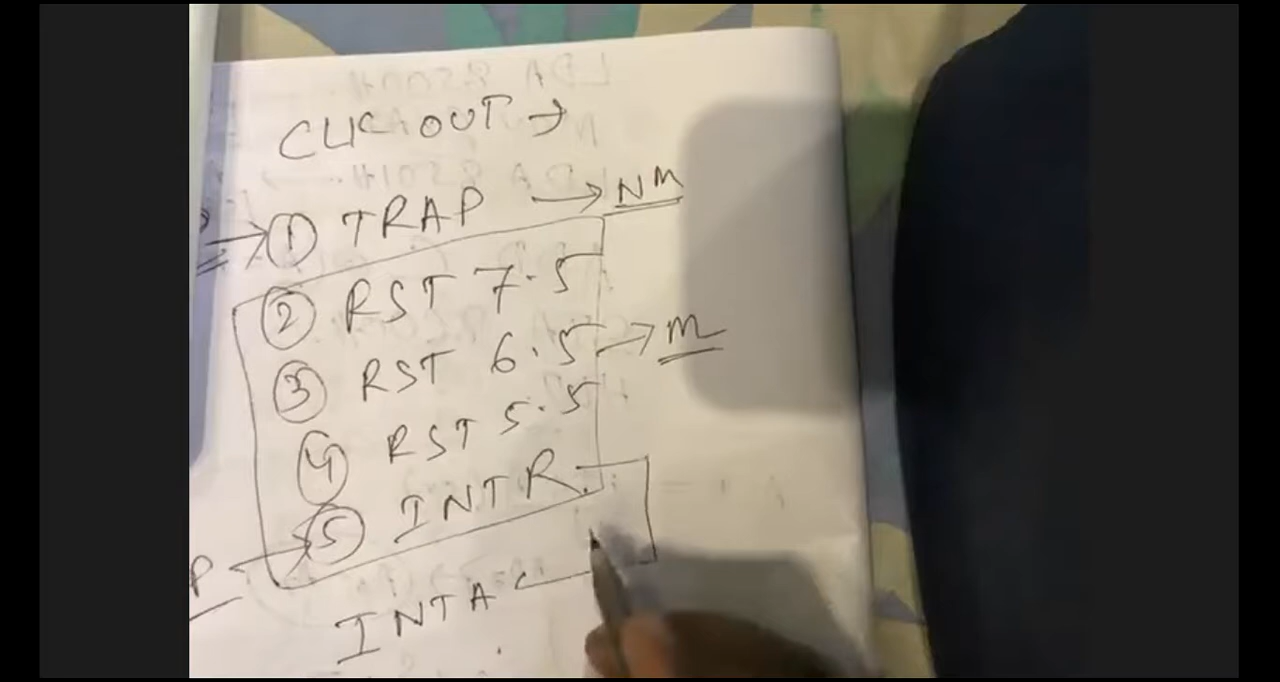 CLK OUT →
① TRAP → NM
② RST 7.5
③ RST 6.5 → M
④ RST 5.5
⑤ INTR
P
INTA